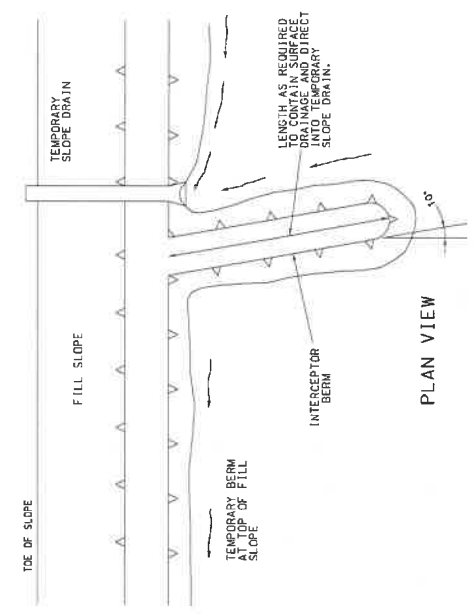 TOE OF SLOPE
FILL SLOPE
TEMPORARY
SLOPE DRAIN
TEMPORARY BERM
AT TOP OF FILL
SLOPE
INTERCEPTOR
BERM
LENGTH AS REQUIRED
TO CONTAIN SURFACE
DRAINAGE AND DIRECT
INTO TEMPORARY
SLOPE DRAIN.
10°
PLAN VIEW